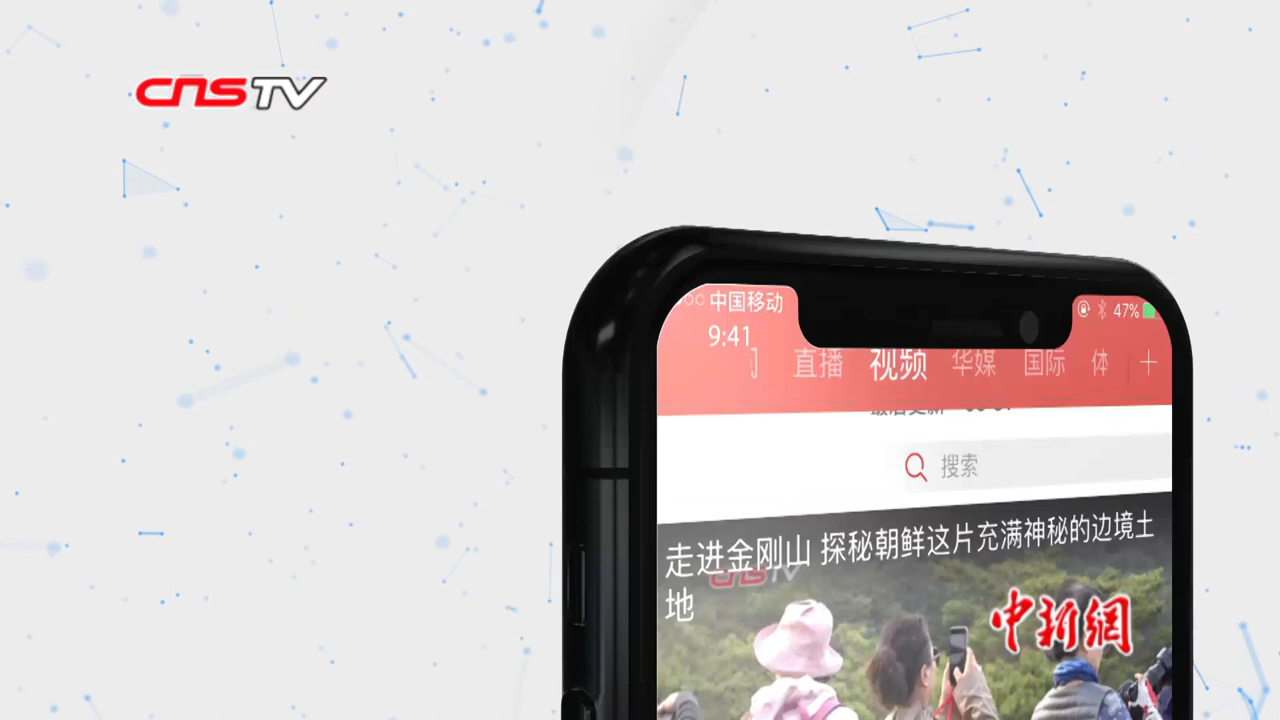 CNSTV
中国移动
47%
9:41
直播 视频 华媒 国际 体 +
搜索
走进金刚山 探秘朝鲜这片充满神秘的边境土
地
CNSTV
中新網